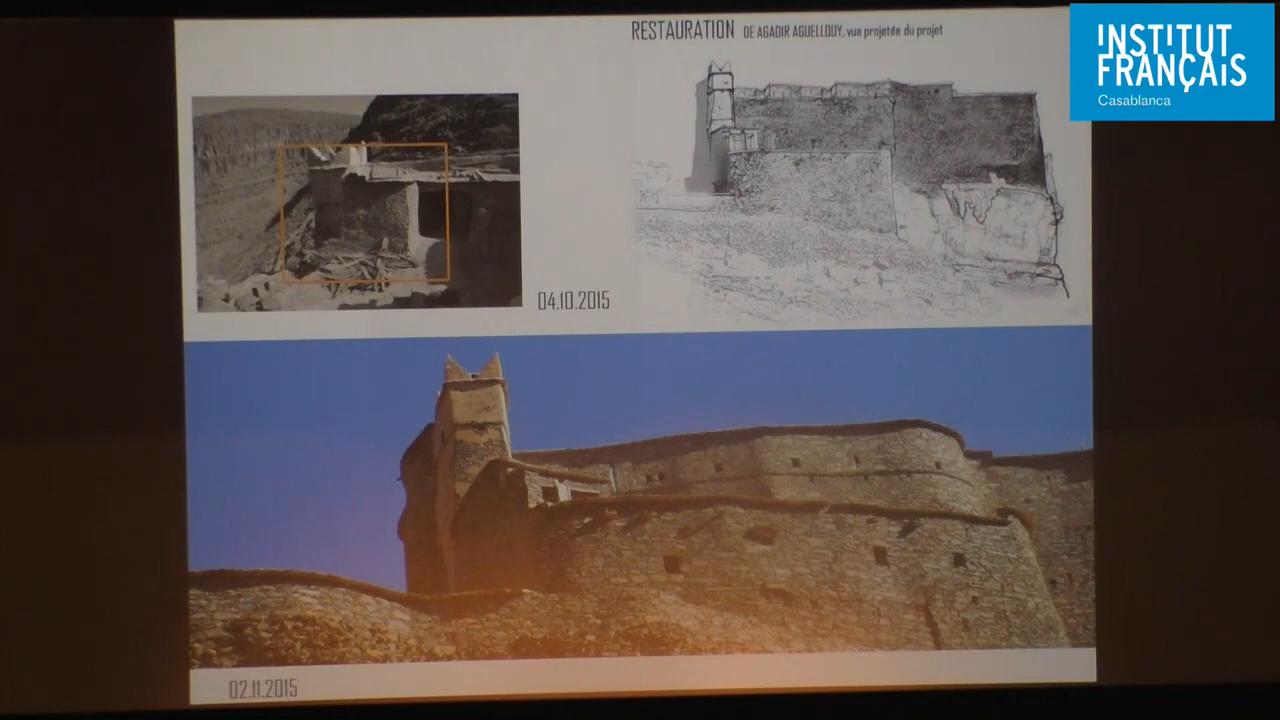 RESTAURATION DE AGADIR AGUELLOUY, vue projetée du projet
INSTITUT
FRANÇAIS
Casablanca
04.10.2015
02.11.2015